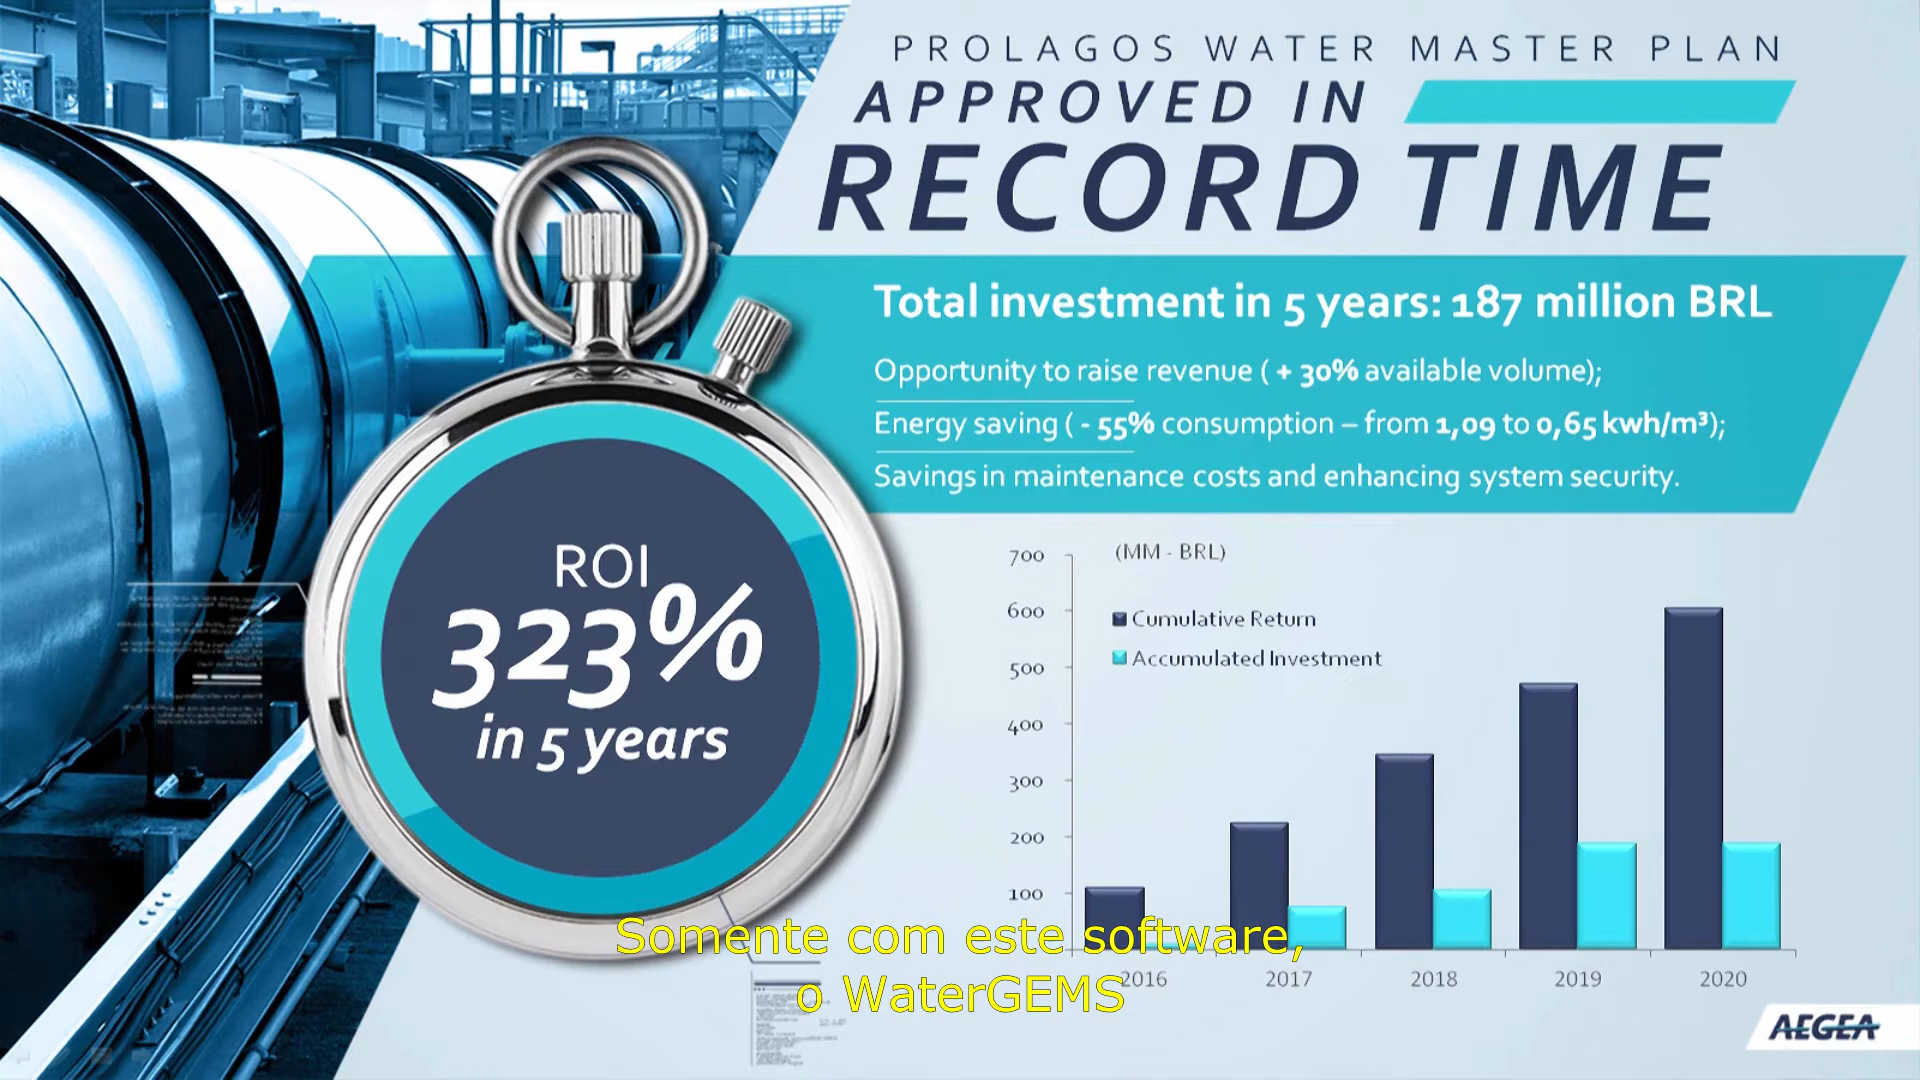 PROLAGOS WATER MASTER PLAN
APPROVED IN
RECORD TIME
Total investment in 5 years: 187 million BRL
Opportunity to raise revenue ( + 30% available volume);
Energy saving ( - 55% consumption – from 1,09 to 0,65 kwh/m³);
Savings in maintenance costs and enhancing system security.
ROI
323%
in 5 years
(MM - BRL)
Cumulative Return
Accumulated Investment
700
600
500
400
300
200
100
2016 2017 2018 2019 2020
Somente com este software,
o WaterGEMS
AEGEA